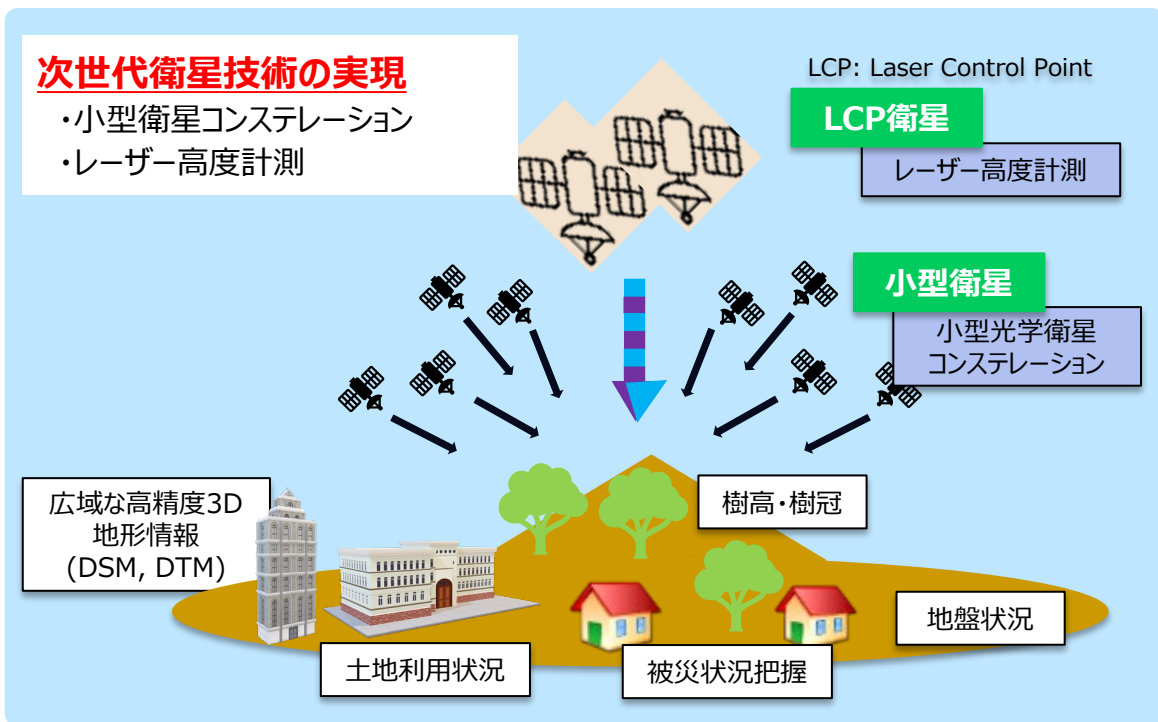 次世代衛星技術の実現
・小型衛星コンステレーション
・レーザー高度計測
LCP: Laser Control Point
LCP衛星
レーザー高度計測
小型衛星
小型光学衛星
コンステレーション
広域な高精度3D
地形情報
(DSM, DTM)
樹高・樹冠
地盤状況
土地利用状況
被災状況把握